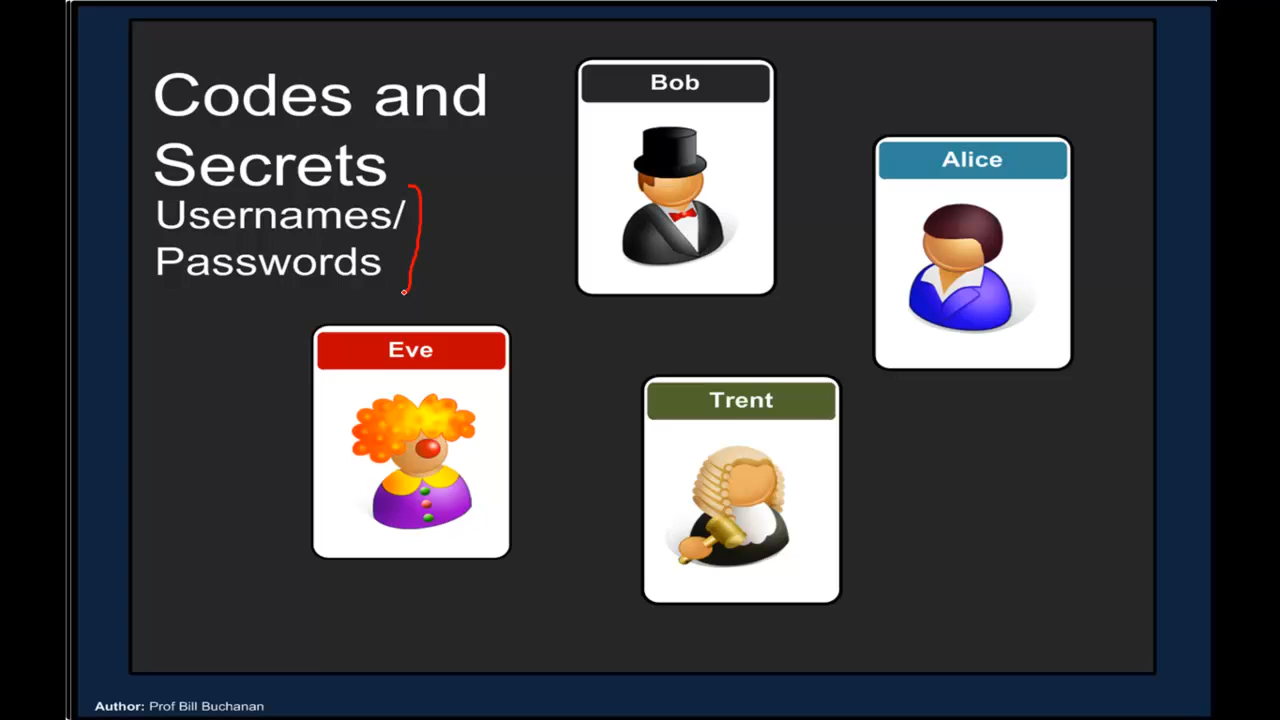 Codes and
Secrets
Usernames/
Passwords
Bob
Alice
Eve
Trent
Author: Prof Bill Buchanan